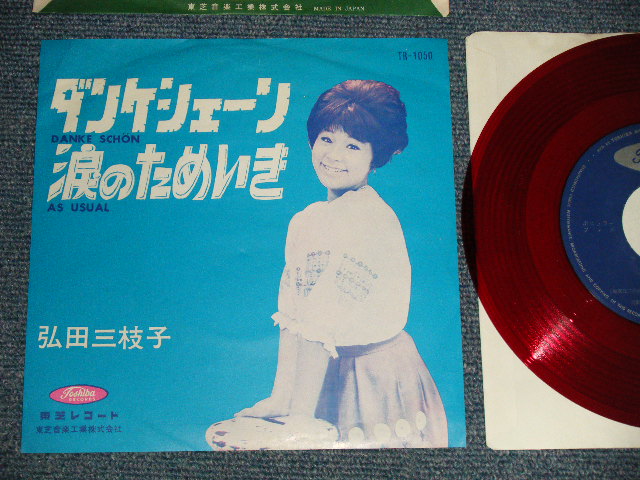 東芝音楽工業株式会社 MADE IN JAPAN
TR-1050
ダンケシェーン
DANKE SCHÖN
涙のためいき
AS USUAL
弘田三枝子
Toshiba
RECORDS
東芝レコード
東芝音楽工業株式会社